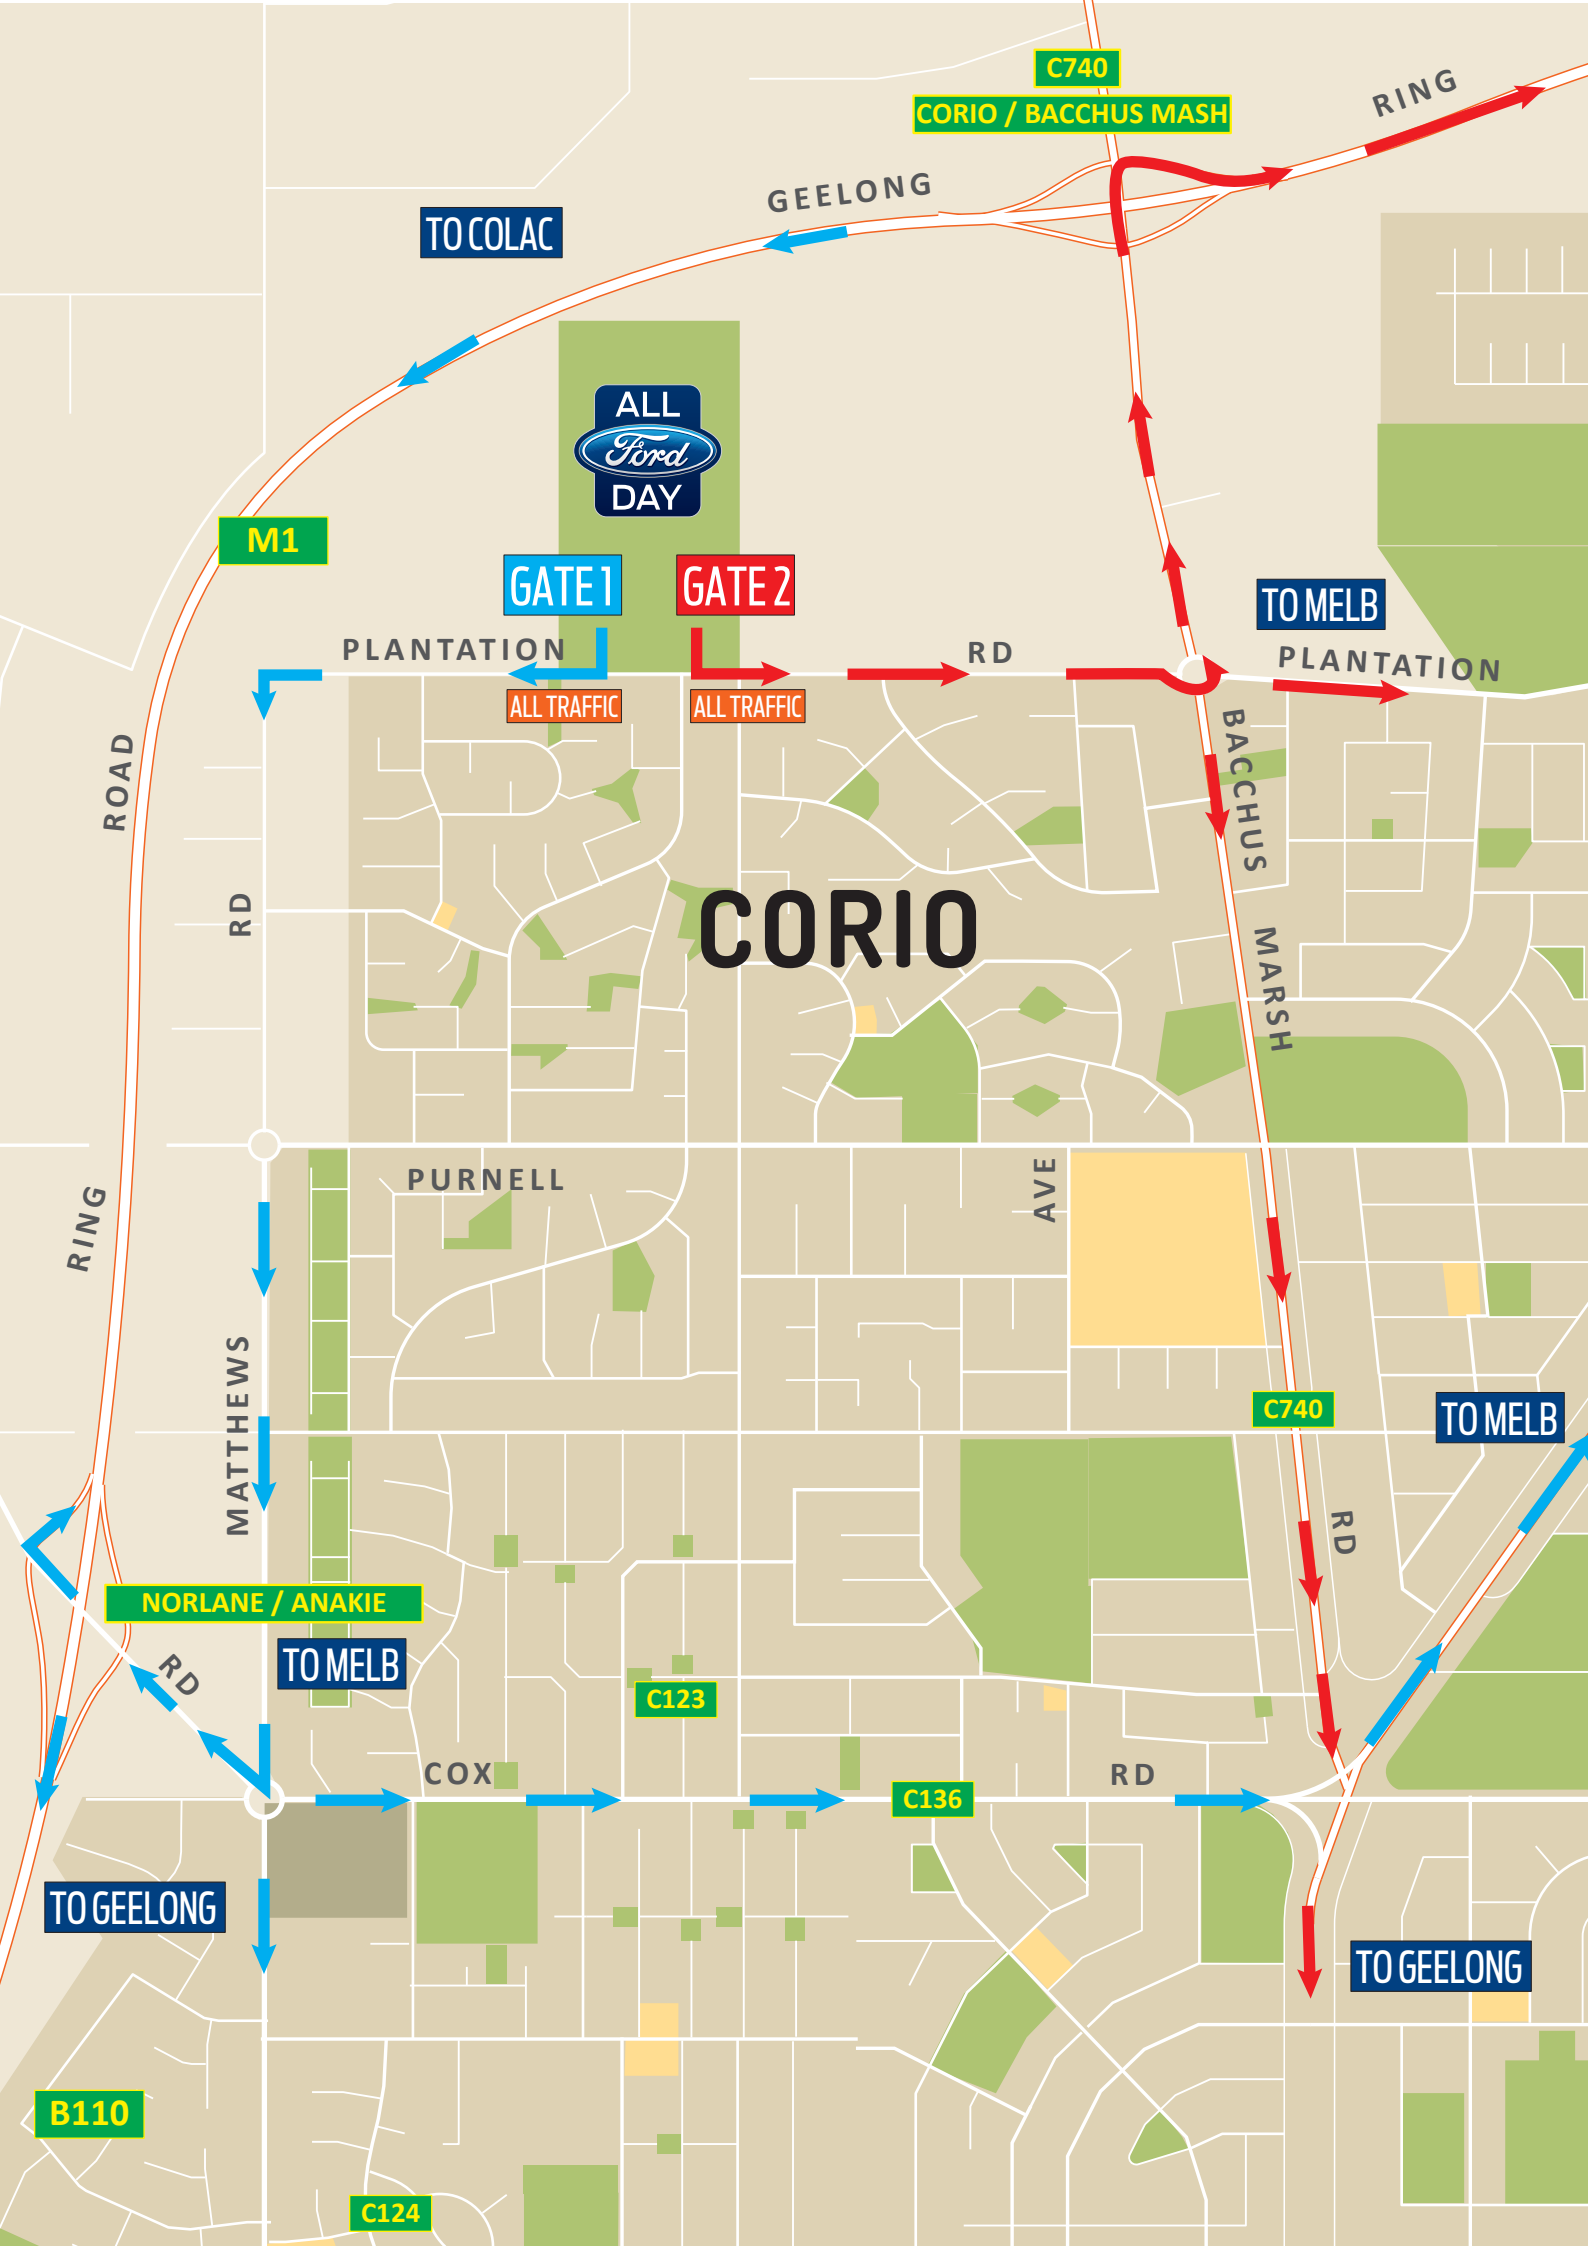 C740
CORIO / BACCHUS MASH
RING
GEELONG
TO COLAC
ALL
Ford
DAY
M1
GATE 1
GATE 2
TO MELB
PLANTATION
RD
PLANTATION
ALL TRAFFIC
ALL TRAFFIC
BACCHUS
ROAD
RD
CORIO
MARSH
PURNELL
AVE
RING
MATTHEWS
C740
TO MELB
RD
NORLANE / ANAKIE
RD
TO MELB
C123
COX
RD
C136
TO GEELONG
TO GEELONG
B110
C124